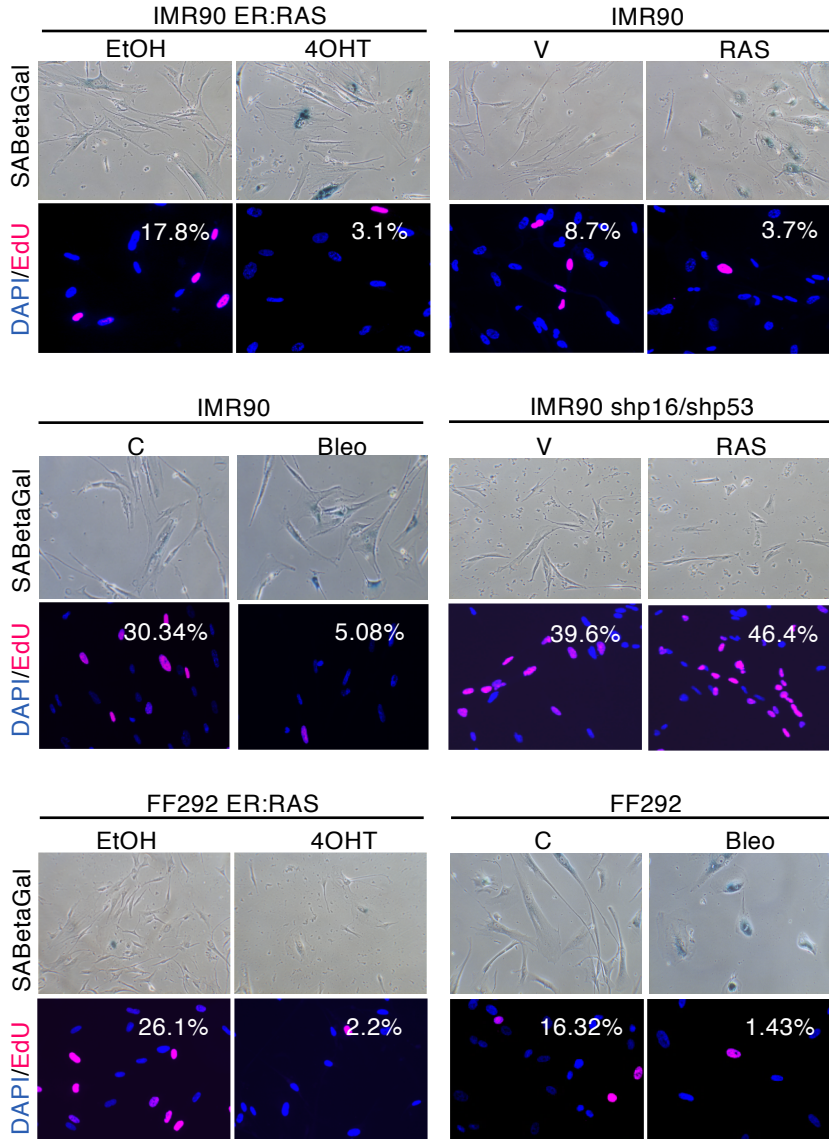 IMR90 ER:RAS
IMR90
EtOH
4OHT
V
RAS
SABetaGal
DAPI/EdU
17.8%
3.1%
8.7%
3.7%
IMR90
IMR90 shp16/shp53
C
Bleo
V
RAS
SABetaGal
DAPI/EdU
30.34%
5.08%
39.6%
46.4%
FF292 ER:RAS
FF292
EtOH
4OHT
C
Bleo
SABetaGal
DAPI/EdU
26.1%
2.2%
16.32%
1.43%